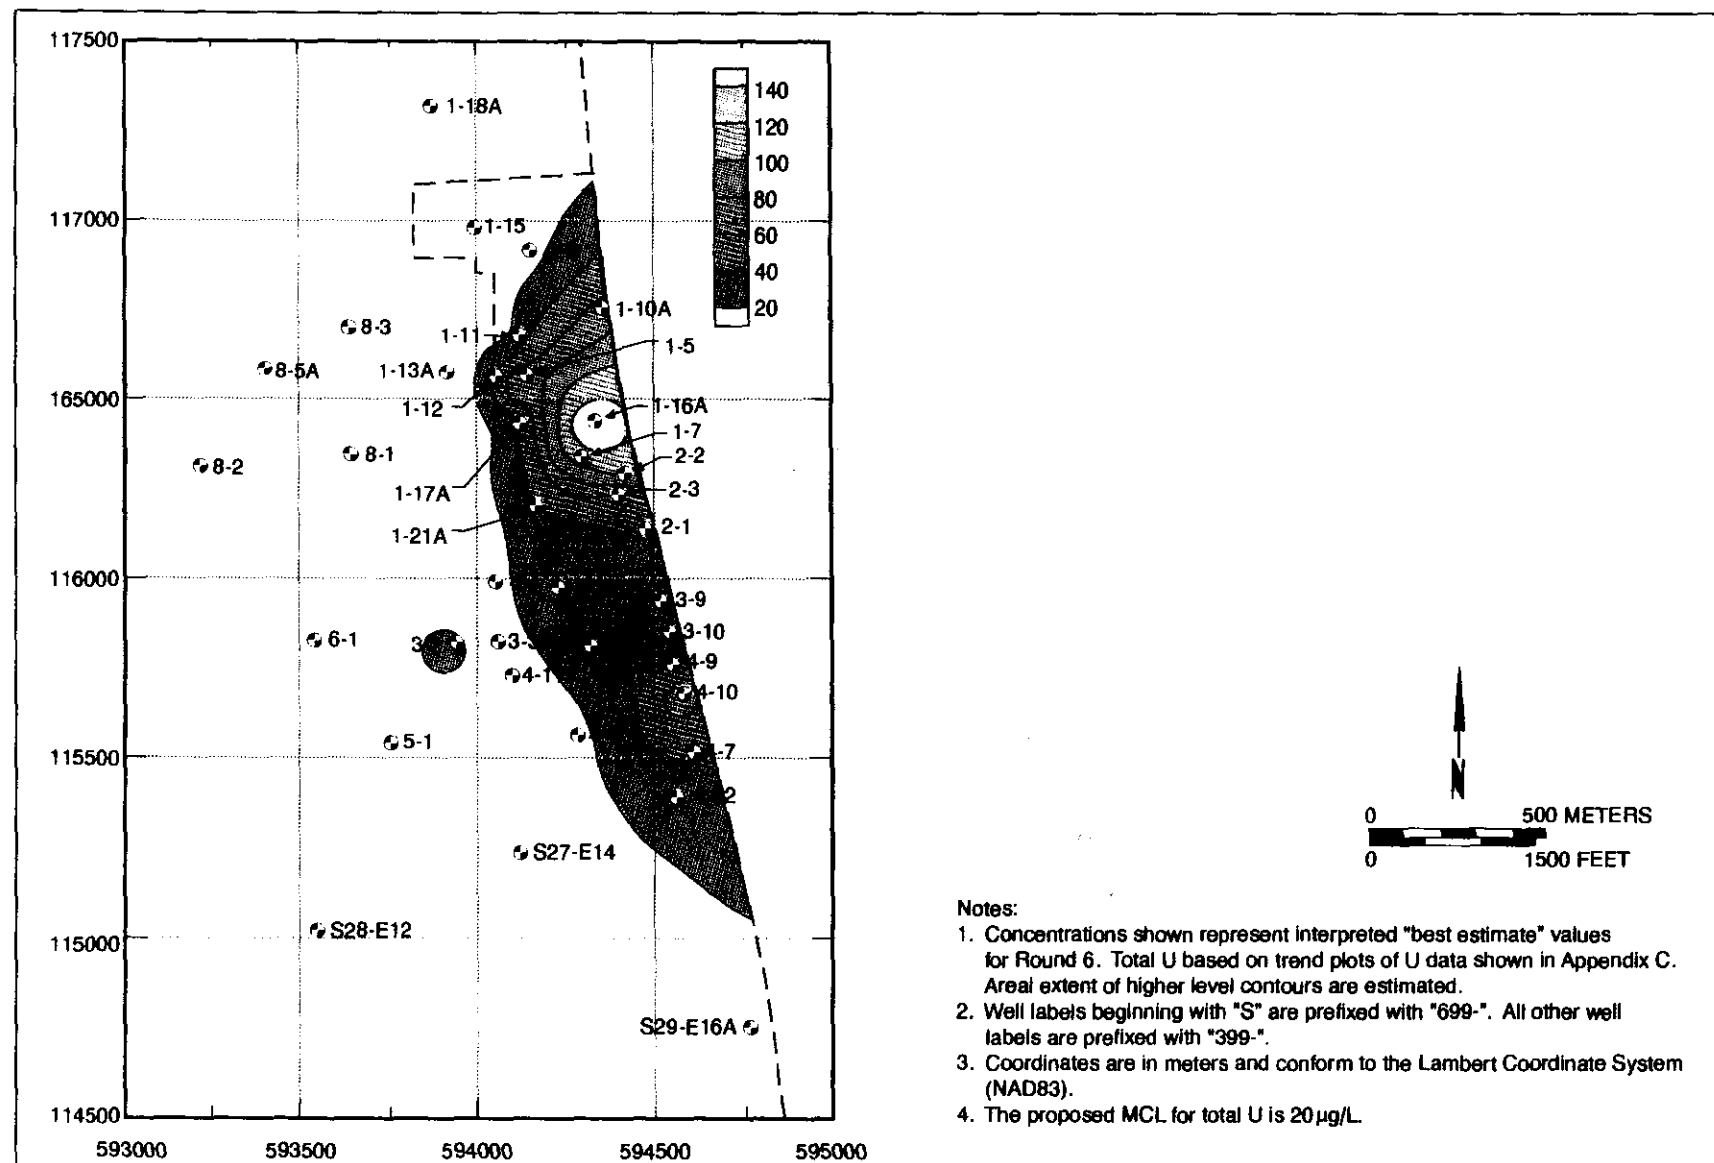 117500
1-18A
140
120
100
80
60
40
20
117000
1-15
1-10A
1-11
8-3
1-5
8-5A
1-13A
165000
1-12
1-16A
1-7
8-2
8-1
2-2
1-17A
2-3
1-21A
2-1
116000
3-9
6-1
3-10
4-9
4-10
115500
5-1
S27-E14
115000
S28-E12
S29-E16A
114500
593000 593500 594000 594500 595000
N
0 500 METERS
0 1500 FEET
Notes:
1. Concentrations shown represent interpreted "best estimate" values
for Round 6. Total U based on trend plots of U data shown in Appendix C.
Areal extent of higher level contours are estimated.
2. Well labels beginning with "S" are prefixed with "699-". All other well
labels are prefixed with "399-".
3. Coordinates are in meters and conform to the Lambert Coordinate System
(NAD83).
4. The proposed MCL for total U is 20 µg/L.